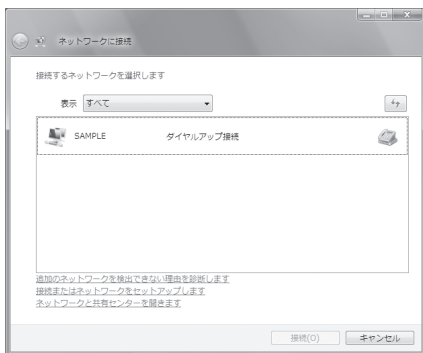 ネットワークに接続
接続するネットワークを選択します
表示 すべて
SAMPLE ダイヤルアップ接続
追加のネットワークを検出できない理由を診断します
接続またはネットワークをセットアップします
ネットワークと共有センターを開きます
接続(O) キャンセル